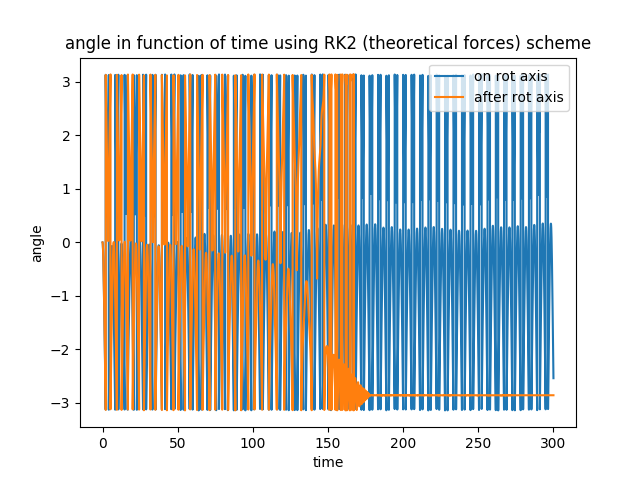 angle in function of time using RK2 (theoretical forces) scheme
on rot axis
after rot axis
angle
3
2
1
0
−1
−2
−3
0
50
100
150
200
250
300
time